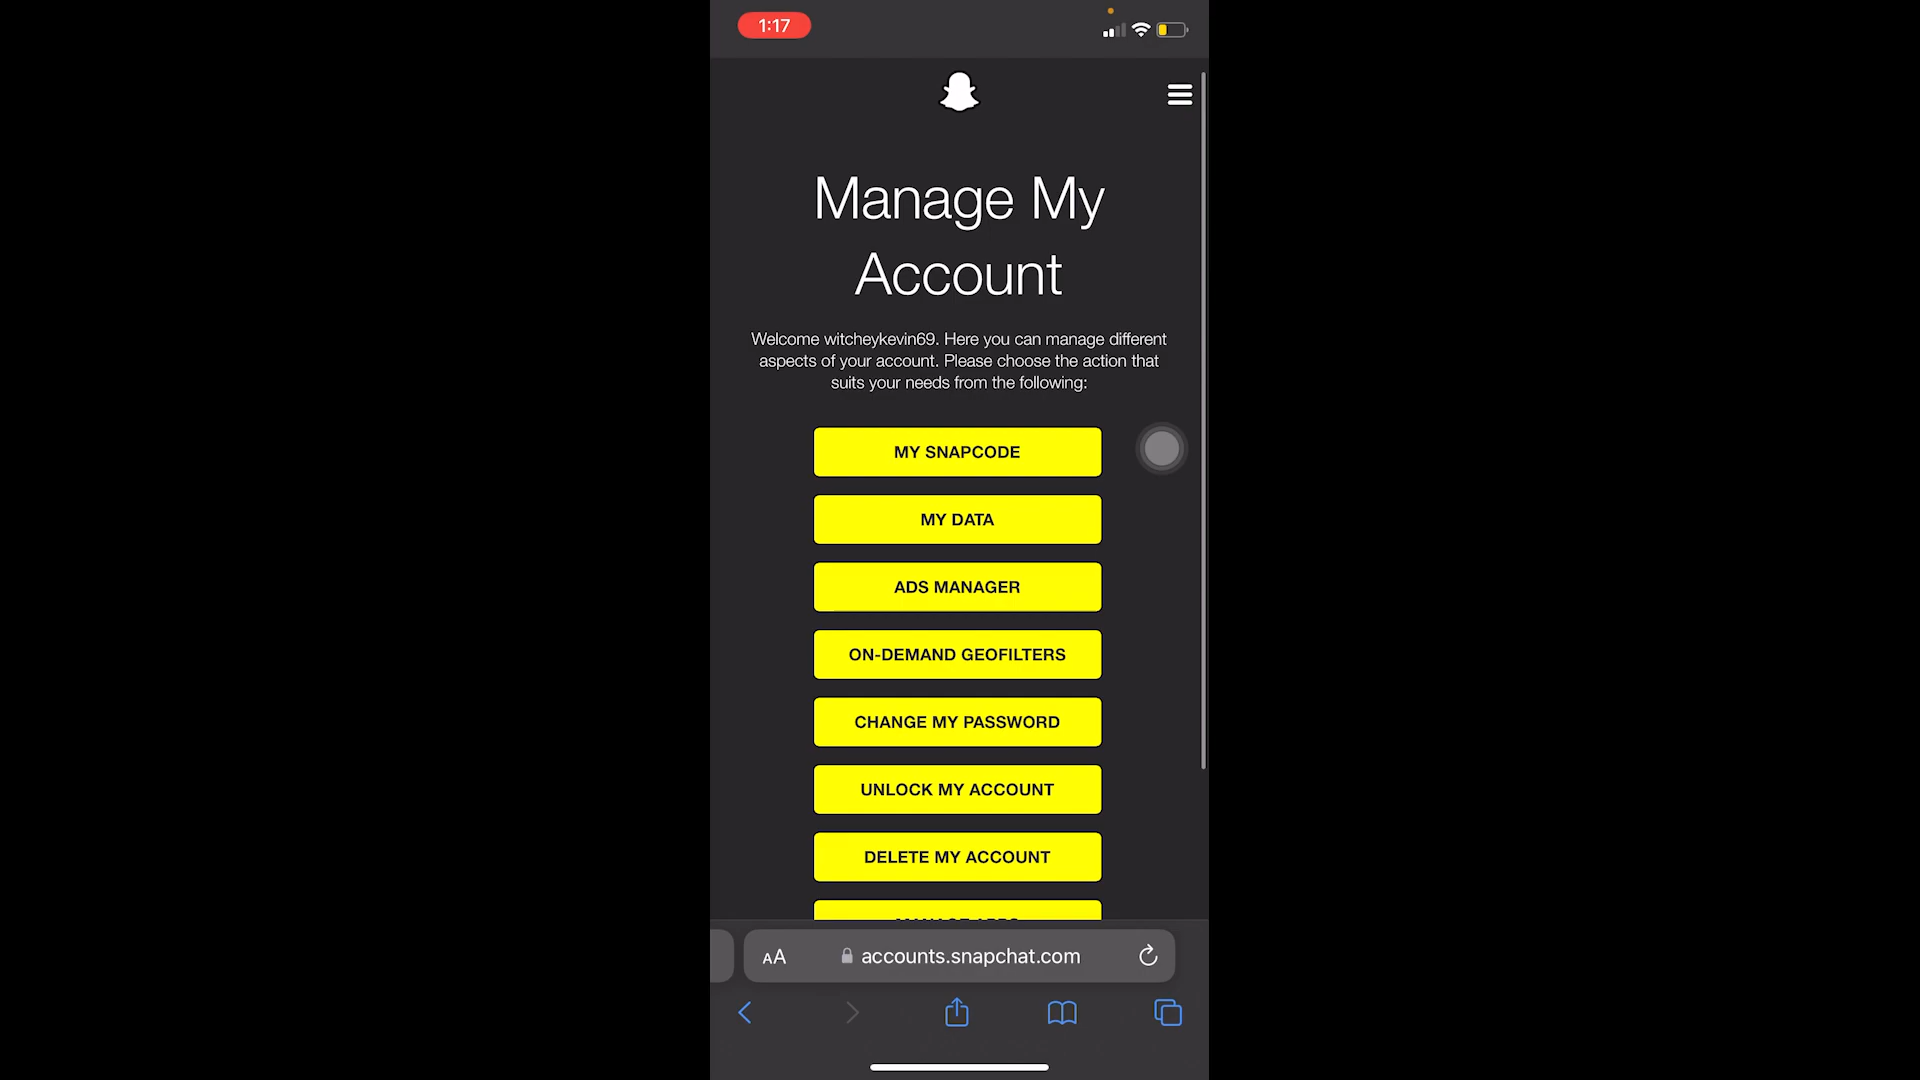 1:17
Manage My
Account
Welcome witcheykevin69. Here you can manage different
aspects of your account. Please choose the action that
suits your needs from the following:
MY SNAPCODE
MY DATA
ADS MANAGER
ON-DEMAND GEOFILTERS
CHANGE MY PASSWORD
UNLOCK MY ACCOUNT
DELETE MY ACCOUNT
MANAGE APPS
AA accounts.snapchat.com